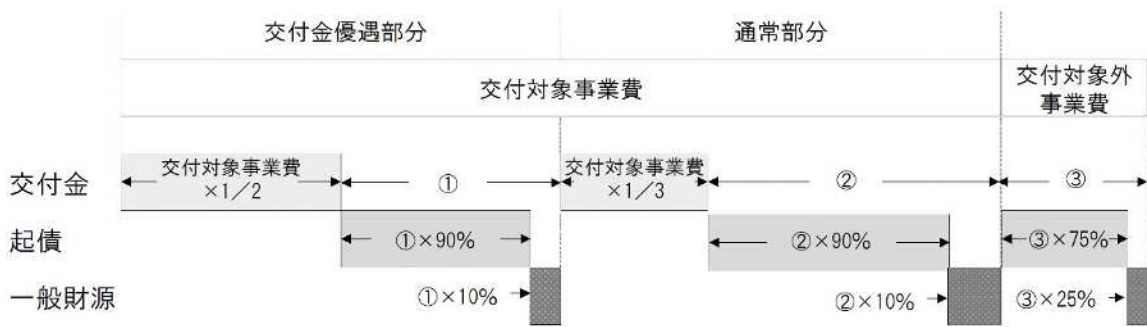 交付金優遇部分
通常部分
交付対象事業費
交付対象外
事業費
交付金
交付対象事業費
×1/2
①
交付対象事業費
×1/3
②
③
起債
①×90%
②×90%
③×75%
一般財源
①×10%
②×10%
③×25%